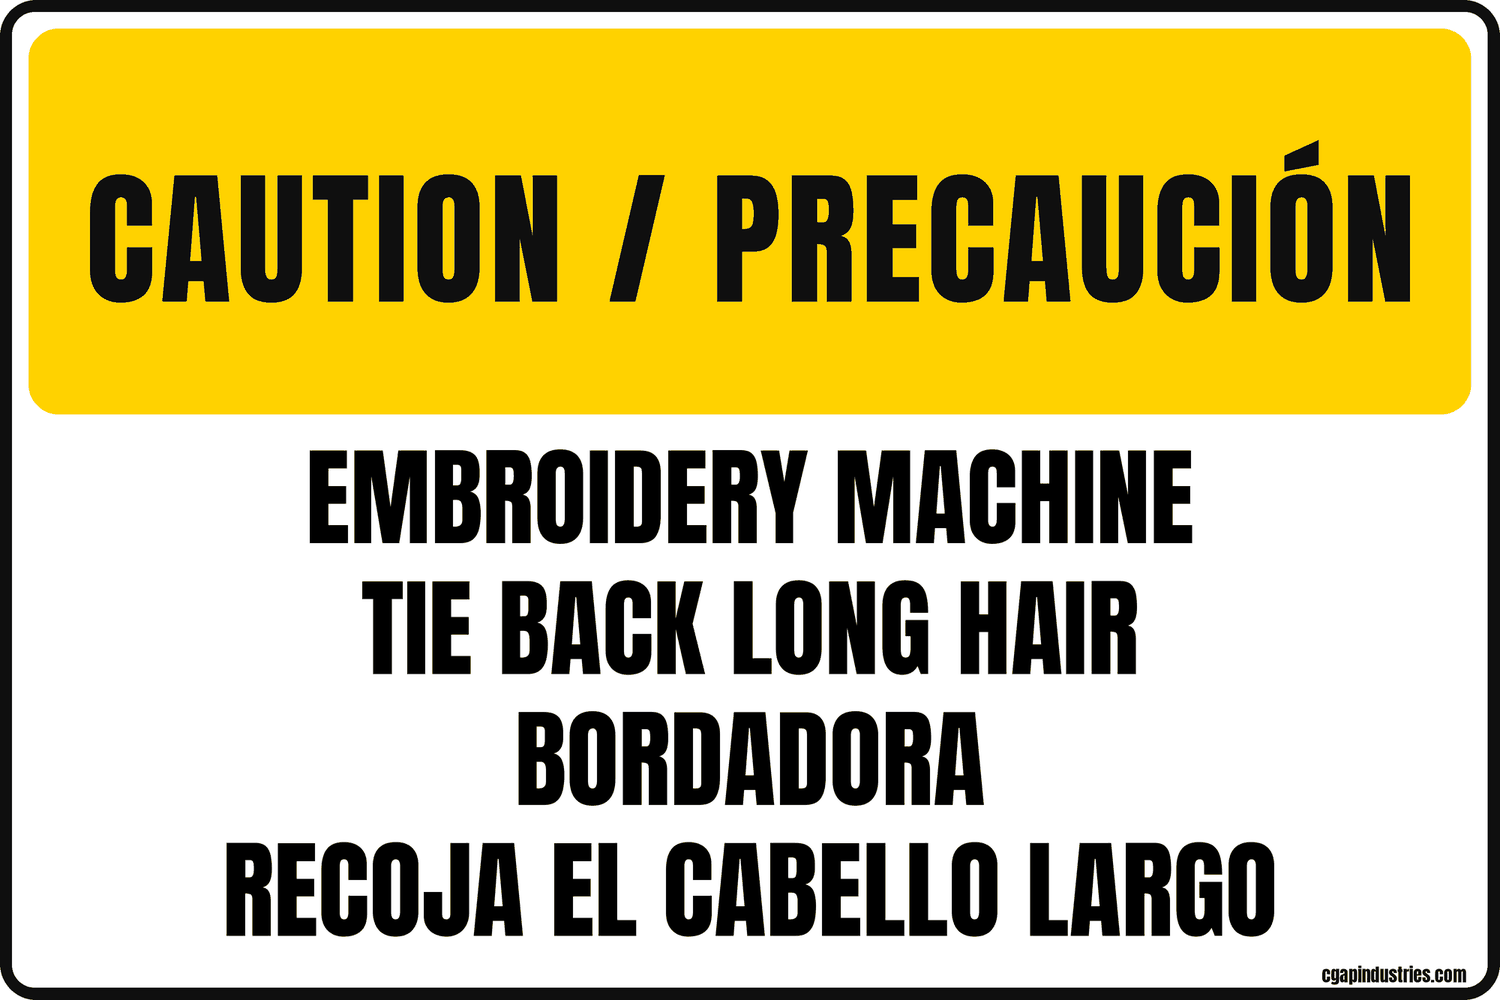 CAUTION / PRECAUCIÓN
EMBROIDERY MACHINE
TIE BACK LONG HAIR
BORDADORA
RECOJA EL CABELLO LARGO
cgapindustries.com